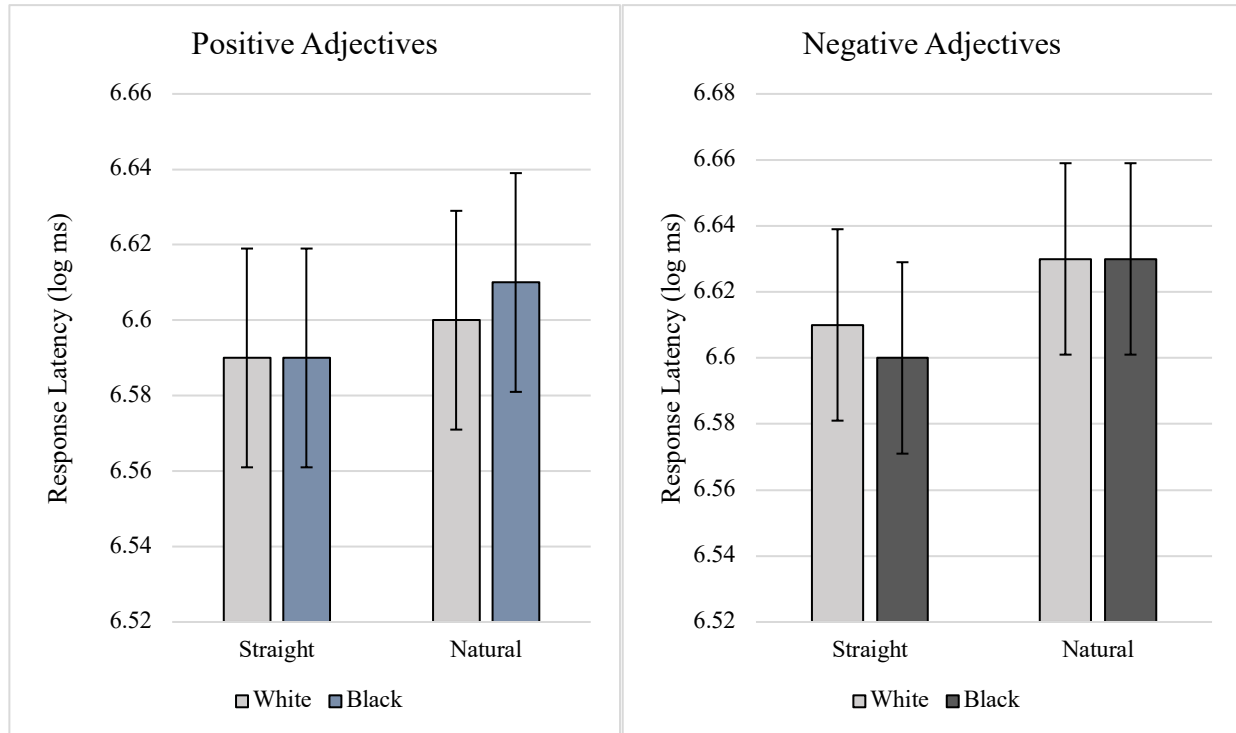 Positive Adjectives
Response Latency (log ms)
6.66
6.64
6.62
6.6
6.58
6.56
6.54
6.52
Straight Natural
White Black
Negative Adjectives
Response Latency (log ms)
6.68
6.66
6.64
6.62
6.6
6.58
6.56
6.54
6.52
Straight Natural
White Black